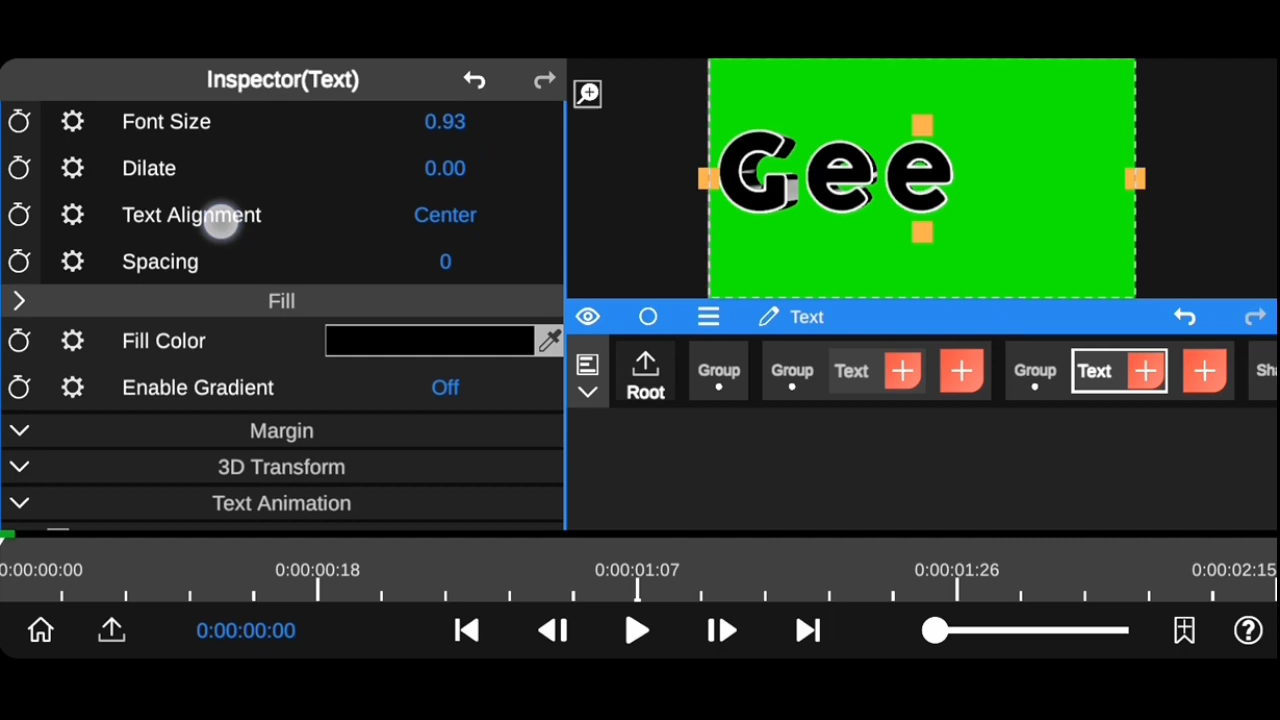 Inspector(Text)
Font Size 0.93
Dilate 0.00
Text Alignment Center
Spacing 0
Fill
Fill Color
Enable Gradient Off
Margin
3D Transform
Text Animation
Gee
Text
Root Group Group Text Group Text Sha
0:00:00:00 0:00:00:18 0:00:01:07 0:00:01:26 0:00:02:15
0:00:00:00